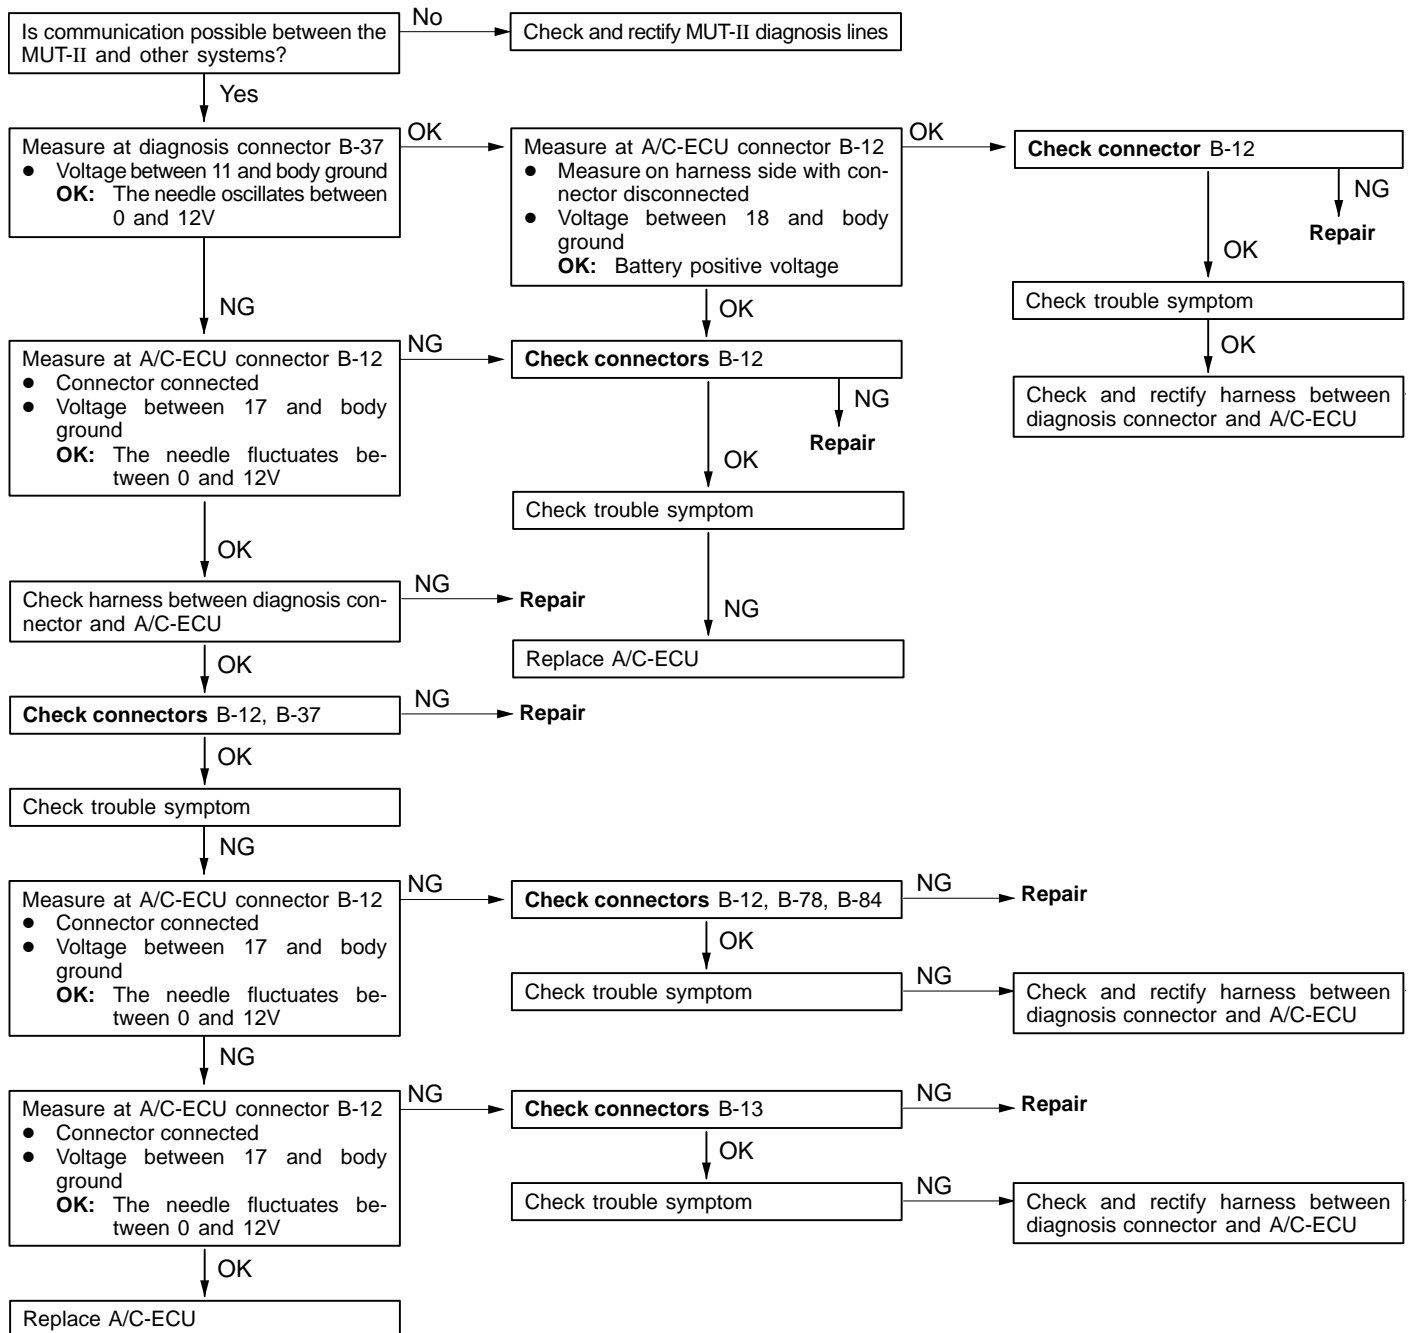 Is communication possible between the
MUT-II and other systems?
No
Check and rectify MUT-II diagnosis lines
Yes
Measure at diagnosis connector B-37
● Voltage between 11 and body ground
OK: The needle oscillates between
0 and 12V
OK
Measure at A/C-ECU connector B-12
● Measure on harness side with con-
nector disconnected
● Voltage between 18 and body
ground
OK: Battery positive voltage
OK
Check connector B-12
NG
Repair
OK
Check trouble symptom
OK
Check and rectify harness between
diagnosis connector and A/C-ECU
NG
OK
Measure at A/C-ECU connector B-12
● Connector connected
● Voltage between 17 and body
ground
OK: The needle fluctuates be-
tween 0 and 12V
NG
Check connectors B-12
NG
Repair
OK
Check trouble symptom
NG
Replace A/C-ECU
OK
Check harness between diagnosis con-
nector and A/C-ECU
NG
Repair
OK
Check connectors B-12, B-37
NG
Repair
OK
Check trouble symptom
NG
Measure at A/C-ECU connector B-12
● Connector connected
● Voltage between 17 and body
ground
OK: The needle fluctuates be-
tween 0 and 12V
NG
Check connectors B-12, B-78, B-84
NG
Repair
OK
Check trouble symptom
NG
Check and rectify harness between
diagnosis connector and A/C-ECU
NG
Measure at A/C-ECU connector B-12
● Connector connected
● Voltage between 17 and body
ground
OK: The needle fluctuates be-
tween 0 and 12V
NG
Check connectors B-13
NG
Repair
OK
Check trouble symptom
NG
Check and rectify harness between
diagnosis connector and A/C-ECU
OK
Replace A/C-ECU